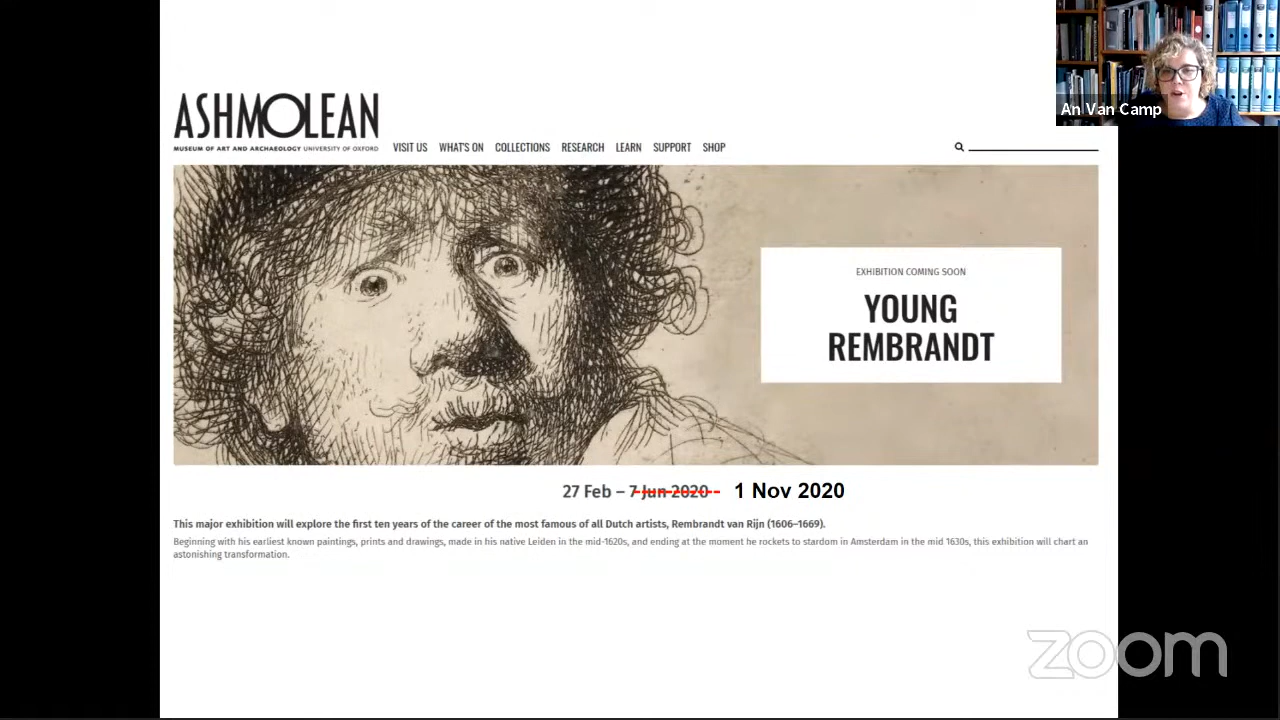 An Van Camp
ASHMOLEAN
MUSEUM OF ART AND ARCHAEOLOGY UNIVERSITY OF OXFORD
VISIT US WHAT'S ON COLLECTIONS RESEARCH LEARN SUPPORT SHOP
EXHIBITION COMING SOON
YOUNG
REMBRANDT
27 Feb – 7 Jun 2020 1 Nov 2020
This major exhibition will explore the first ten years of the career of the most famous of all Dutch artists, Rembrandt van Rijn (1606–1669).
Beginning with his earliest known paintings, prints and drawings, made in his native Leiden in the mid-1620s, and ending at the moment he rockets to stardom in Amsterdam in the mid 1630s, this exhibition will chart an
astonishing transformation.
zoom